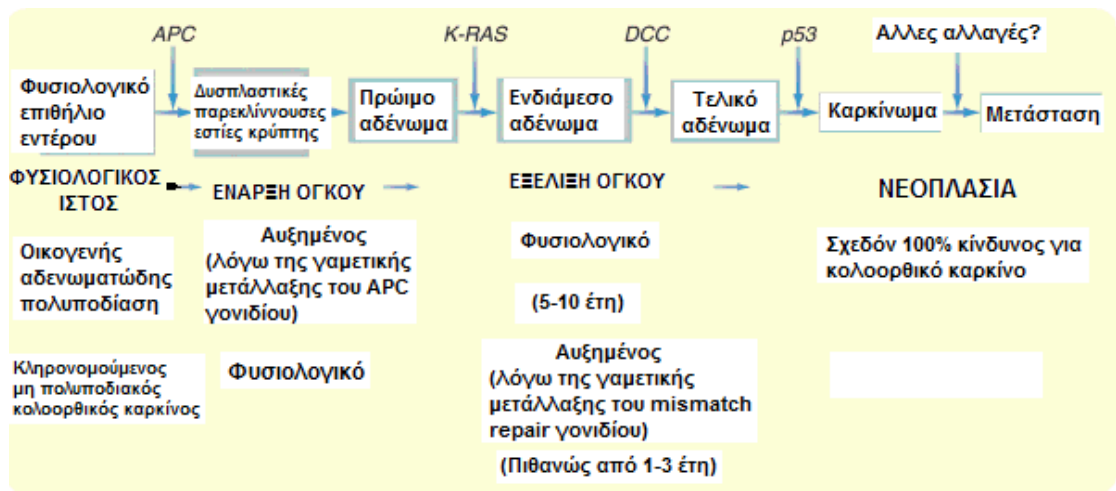 APC
K-RAS
DCC
p53
Αλλες αλλαγές?
Φυσιολογικό
επιθήλιο
εντέρου
Δυσπλαστικές
παρεκλίννουσες
εστίες κρύπτης
Πρώιμο
αδένωμα
Ενδιάμεσο
αδένωμα
Τελικό
αδένωμα
Καρκίνωμα
Μετάσταση
ΦΥΣΙΟΛΟΓΙΚΟΣ
ΙΣΤΟΣ
ΕΝΑΡΞΗ ΟΓΚΟΥ
ΕΞΕΛΙΞΗ ΟΓΚΟΥ
ΝΕΟΠΛΑΣΙΑ
Οικογενής
αδενωματώδης
πολυποδίαση
Αυξημένος
(λόγω της γαμετικής
μετάλλαξης του APC
γονιδίου)
Φυσιολογικό
(5-10 έτη)
Σχεδόν 100% κίνδυνος για
κολοορθικό καρκίνο
Κληρονομούμενος
μη πολυποδιακός
κολοορθικός καρκίνος
Φυσιολογικό
Αυξημένος
(λόγω της γαμετικής
μετάλλαξης του mismatch
repair γονιδίου)
(Πιθανώς από 1-3 έτη)